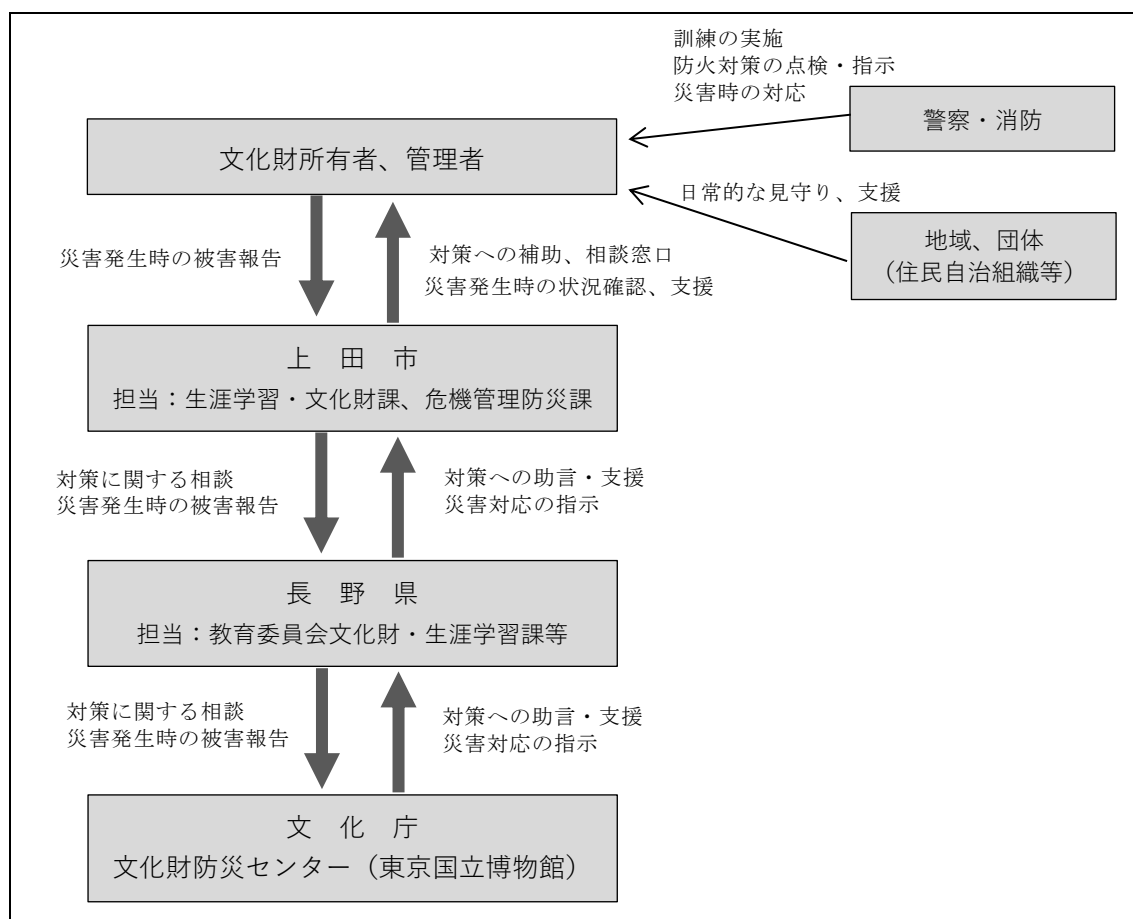 訓練の実施
防火対策の点検・指示
災害時の対応
警察・消防
文化財所有者、管理者
日常的な見守り、支援
地域、団体
（住民自治組織等）
災害発生時の被害報告
対策への補助、相談窓口
災害発生時の状況確認、支援
上　田　市
担当：生涯学習・文化財課、危機管理防災課
対策に関する相談
災害発生時の被害報告
対策への助言・支援
災害対応の指示
長　野　県
担当：教育委員会文化財・生涯学習課等
対策に関する相談
災害発生時の被害報告
対策への助言・支援
災害対応の指示
文　化　庁
文化財防災センター（東京国立博物館）